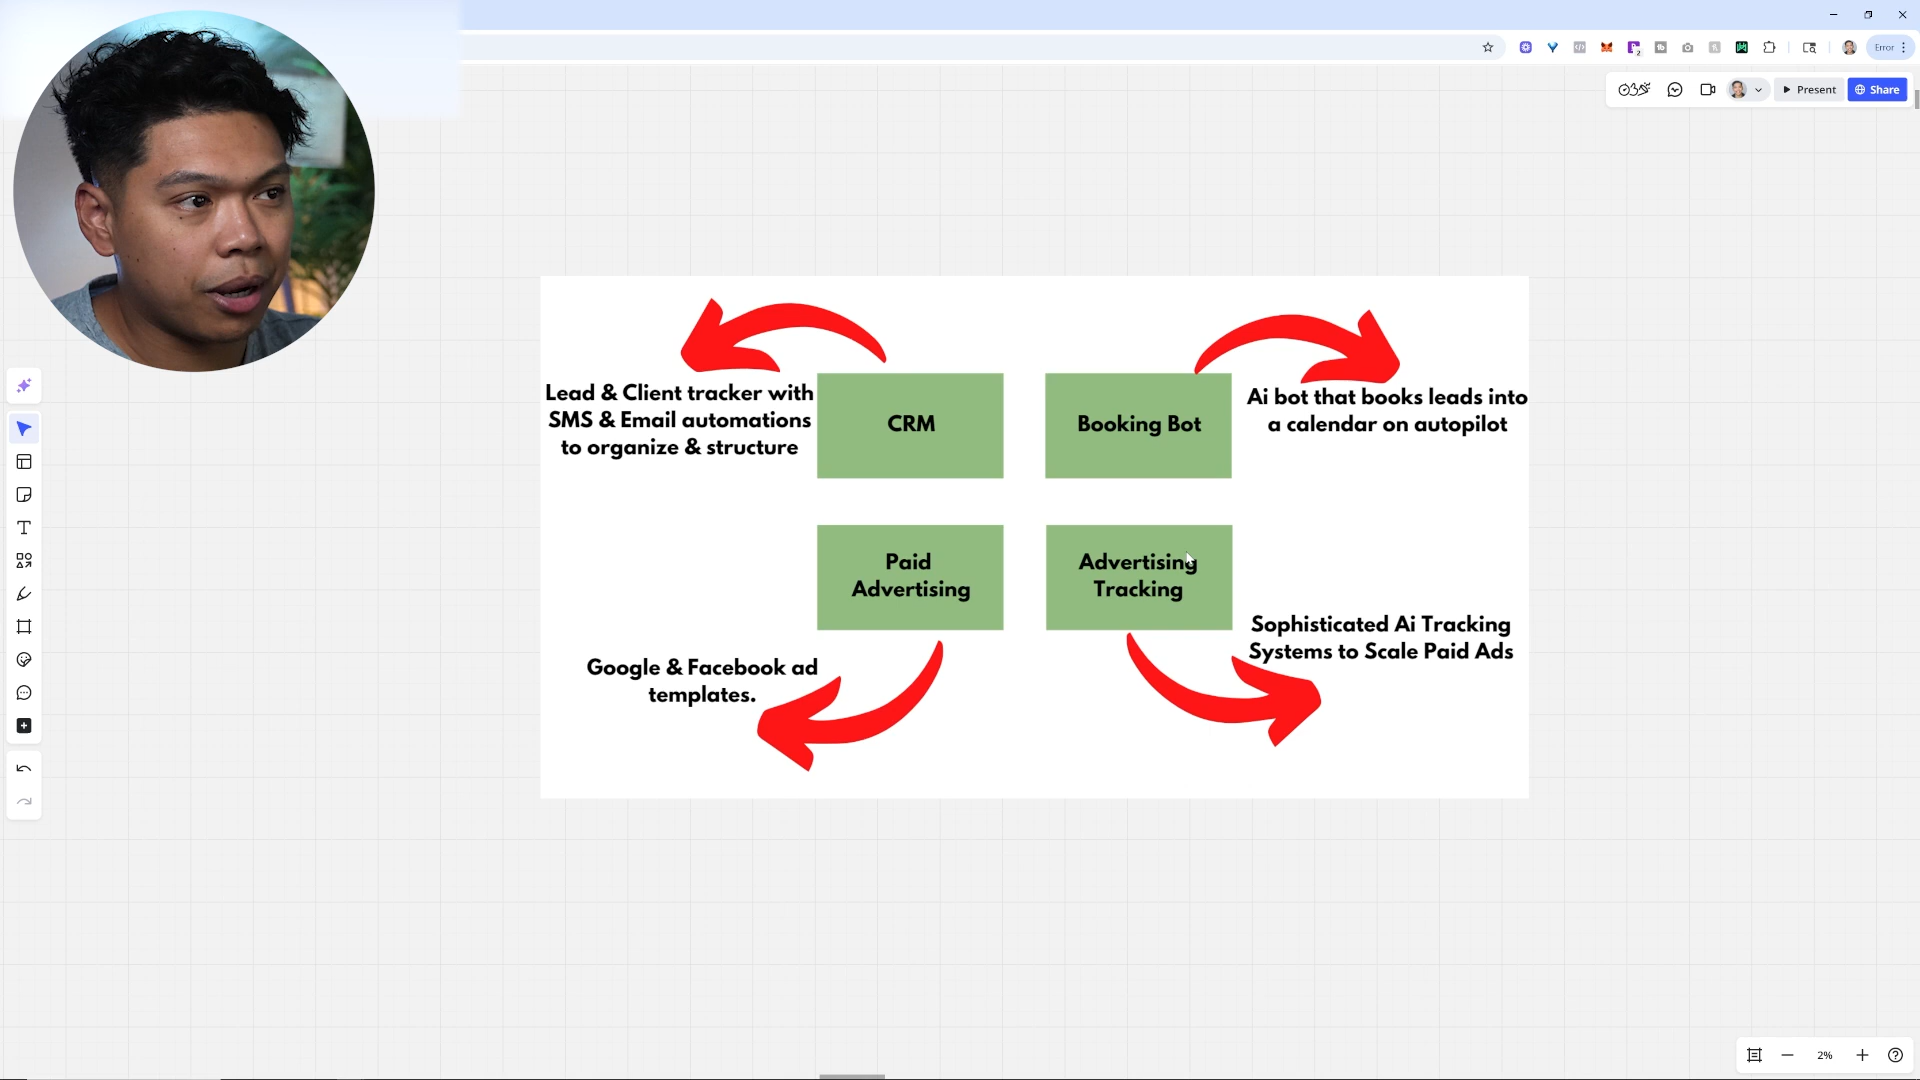 Error
Present
Share
Lead & Client tracker with
SMS & Email automations
to organize & structure
CRM
Booking Bot
Ai bot that books leads into
a calendar on autopilot
Paid
Advertising
Advertising
Tracking
Google & Facebook ad
templates.
Sophisticated Ai Tracking
Systems to Scale Paid Ads
2%